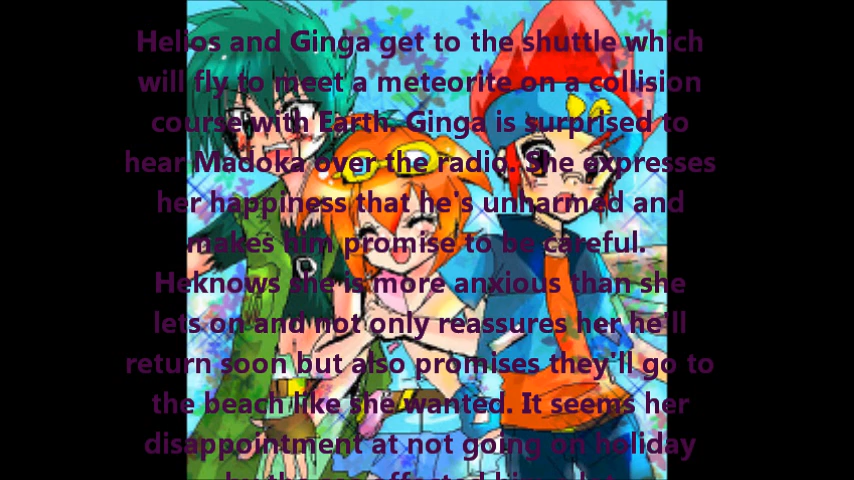 Helios and Ginga get to the shuttle which
will fly to meet a meteorite on a collision
course with Earth. Ginga is surprised to
hear Madoka over the radio. She expresses
her happiness that he's unharmed and
makes him promise to be careful.
Heknows she is more anxious than she
lets on and not only reassures her he'll
return soon but also promises they'll go to
the beach like she wanted. It seems her
disappointment at not going on holiday